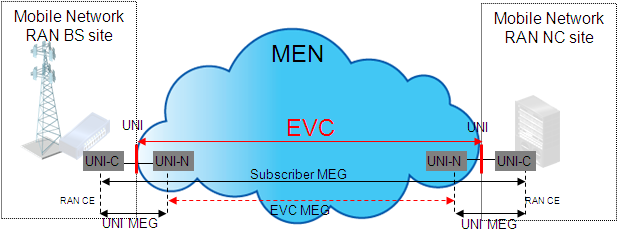 Mobile Network
RAN BS site
Mobile Network
RAN NC site
MEN
UNI
EVC
UNI
UNI-C
UNI-N
UNI-N
UNI-C
Subscriber MEG
RAN CE
RAN CE
EVC MEG
UNI MEG
UNI MEG